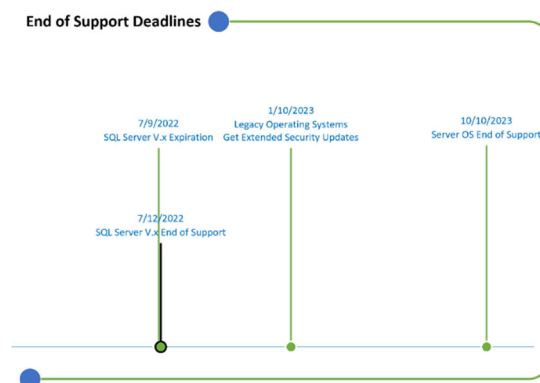 End of Support Deadlines
7/9/2022
SQL Server V.x Expiration
1/10/2023
Legacy Operating Systems
Get Extended Security Updates
10/10/2023
Server OS End of Support
7/12/2022
SQL Server V.x End of Support